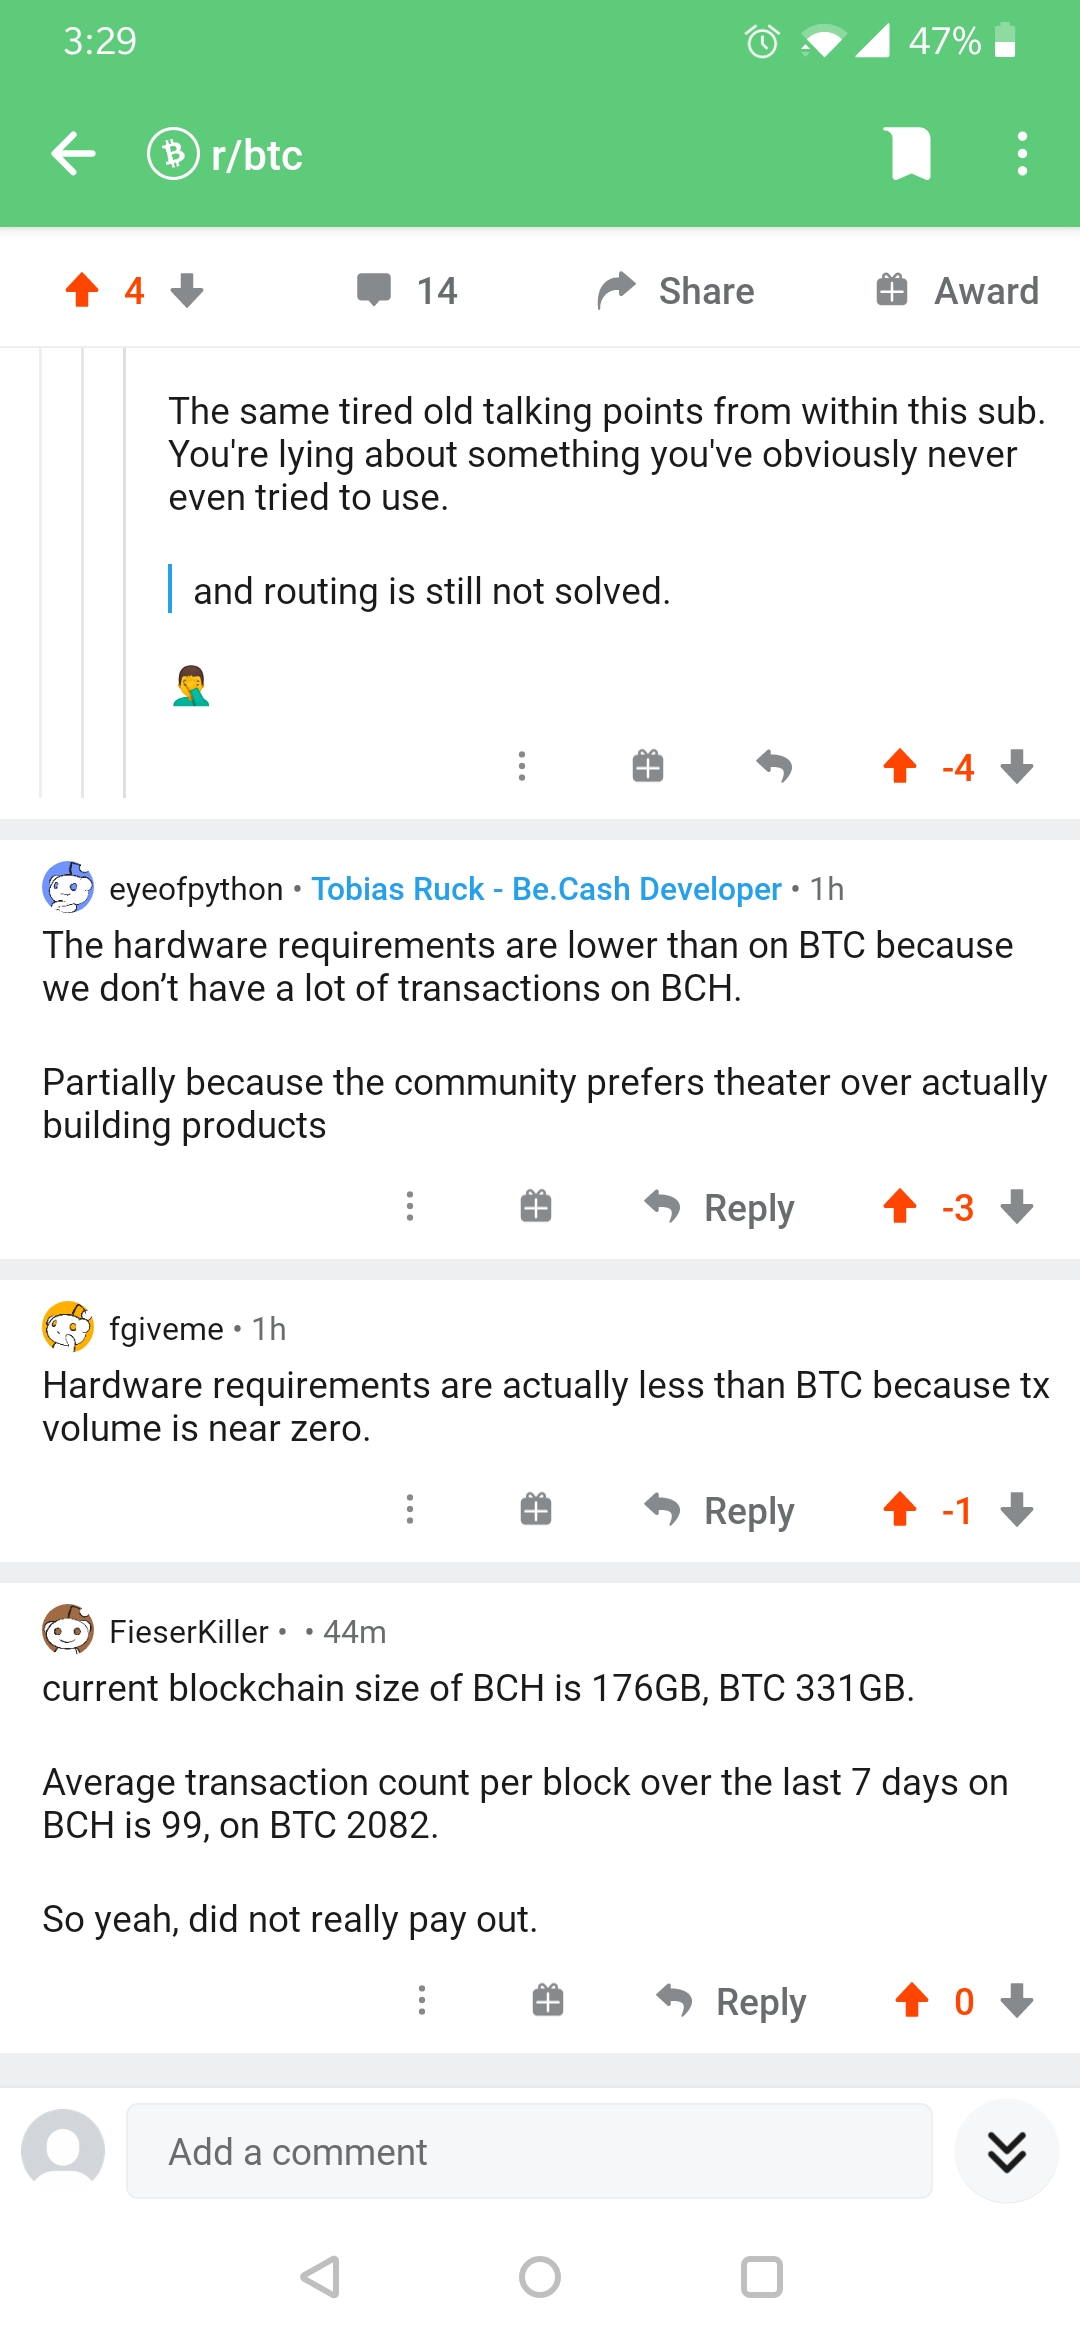 3:29
47%
r/btc
4
14
Share
Award
The same tired old talking points from within this sub.
You're lying about something you've obviously never
even tried to use.
and routing is still not solved.
-4
eyeofpython • Tobias Ruck - Be.Cash Developer • 1h
The hardware requirements are lower than on BTC because
we don’t have a lot of transactions on BCH.
Partially because the community prefers theater over actually
building products
Reply
-3
fgiveme • 1h
Hardware requirements are actually less than BTC because tx
volume is near zero.
Reply
-1
FieserKiller • • 44m
current blockchain size of BCH is 176GB, BTC 331GB.
Average transaction count per block over the last 7 days on
BCH is 99, on BTC 2082.
So yeah, did not really pay out.
Reply
0
Add a comment